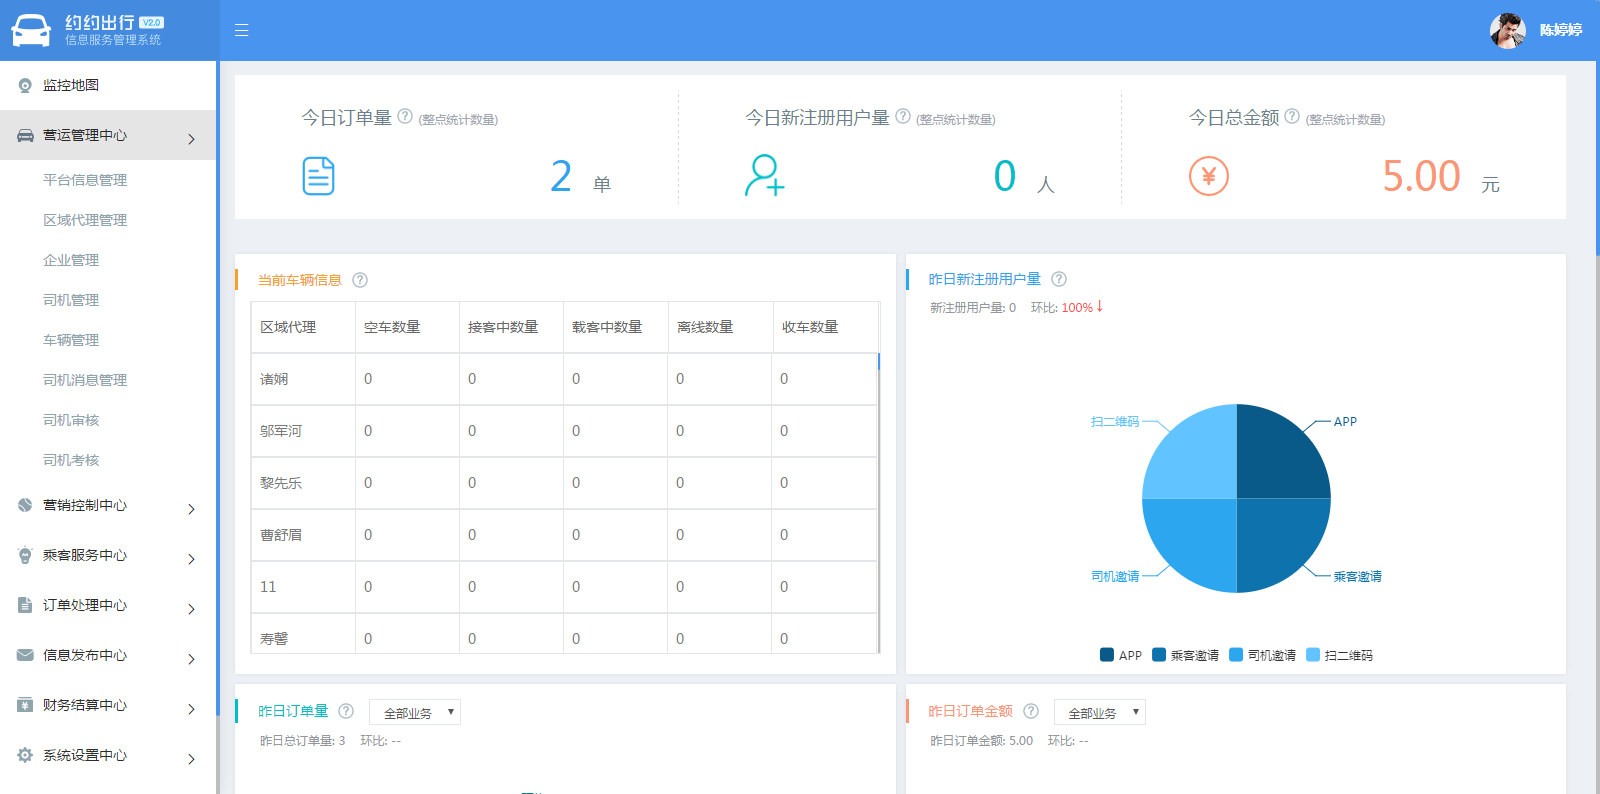 约约出行 V2.0
信息服务管理系统
陈婷婷
监控地图
营运管理中心
平台信息管理
区域代理管理
企业管理
司机管理
车辆管理
司机消息管理
司机审核
司机考核
营销控制中心
乘客服务中心
订单处理中心
信息发布中心
财务结算中心
系统设置中心
今日订单量 ? (整点统计数量)
2 单
今日新注册用户量 ? (整点统计数量)
0 人
今日总金额 ? (整点统计数量)
¥ 5.00 元
当前车辆信息 ?
区域代理 空车数量 接客中数量 载客中数量 离线数量 收车数量
诸娴 0 0 0 0 0
邬军河 0 0 0 0 0
黎先乐 0 0 0 0 0
曹舒眉 0 0 0 0 0
11 0 0 0 0 0
寿馨 0 0 0 0 0
昨日新注册用户量 ?
新注册用户量: 0 环比: 100%↓
扫二维码 APP
司机邀请 乘客邀请
APP 乘客邀请 司机邀请 扫二维码
昨日订单量 ? 全部业务 ▼
昨日总订单量: 3 环比: --
昨日订单金额 ? 全部业务 ▼
昨日订单金额: 5.00 环比: --